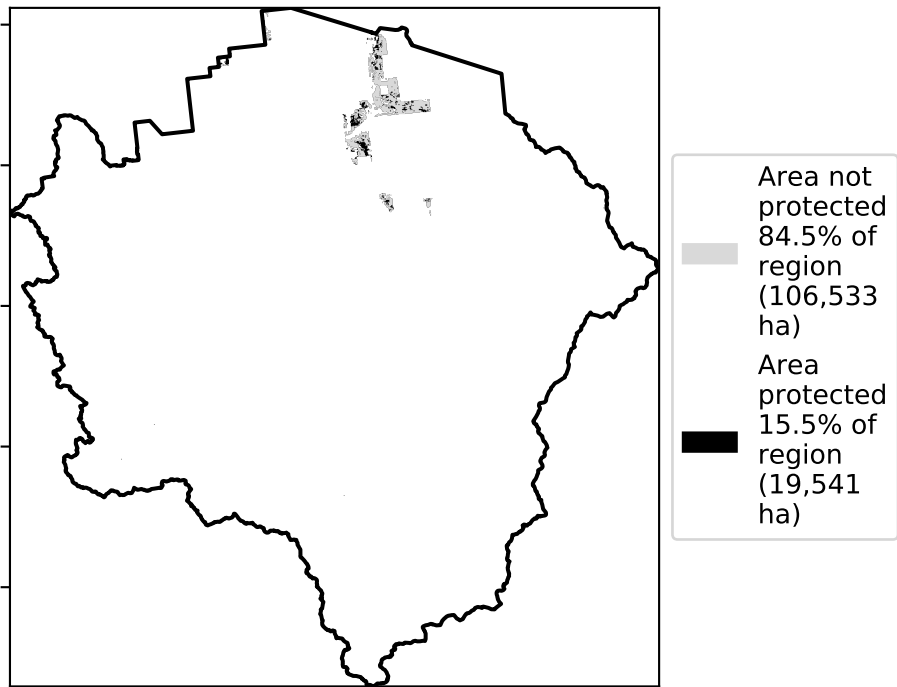 Area not
protected
84.5% of
region
(106,533
ha)
Area
protected
15.5% of
region
(19,541
ha)